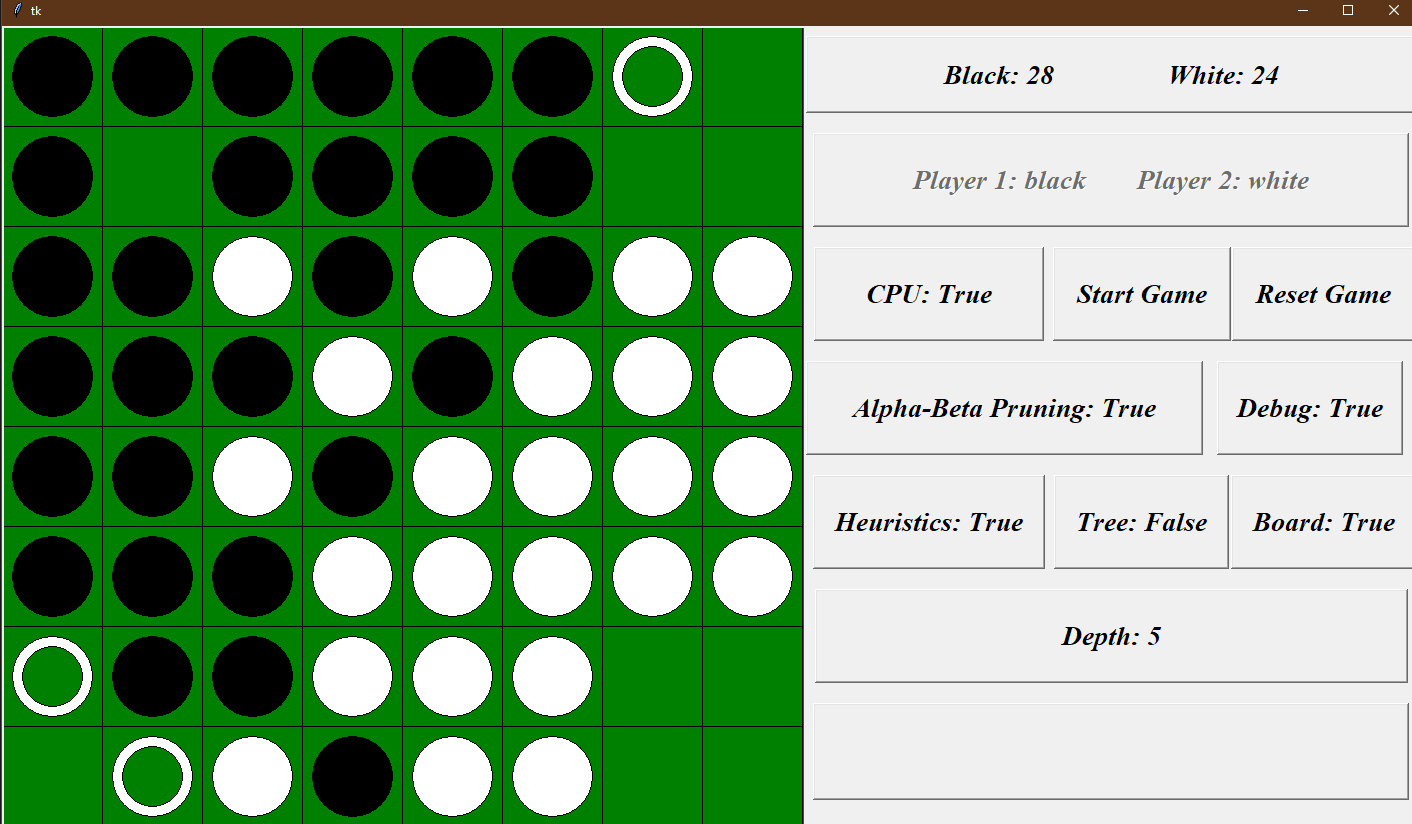 tk
Black: 28 White: 24
Player 1: black Player 2: white
CPU: True Start Game Reset Game
Alpha-Beta Pruning: True Debug: True
Heuristics: True Tree: False Board: True
Depth: 5